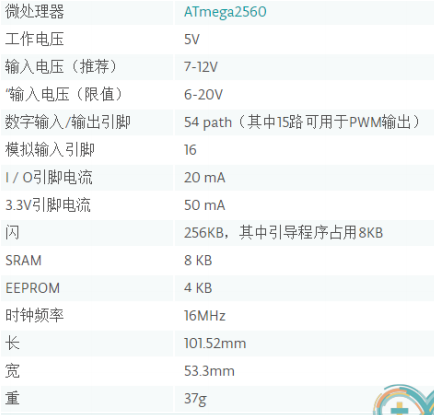 微处理器 ATmega2560
工作电压 5V
输入电压（推荐） 7-12V
“输入电压（限值） 6-20V
数字输入/输出引脚 54 path（其中15路可用于PWM输出）
模拟输入引脚 16
I / O引脚电流 20 mA
3.3V引脚电流 50 mA
闪 256KB，其中引导程序占用8KB
SRAM 8 KB
EEPROM 4 KB
时钟频率 16MHz
长 101.52mm
宽 53.3mm
重 37g